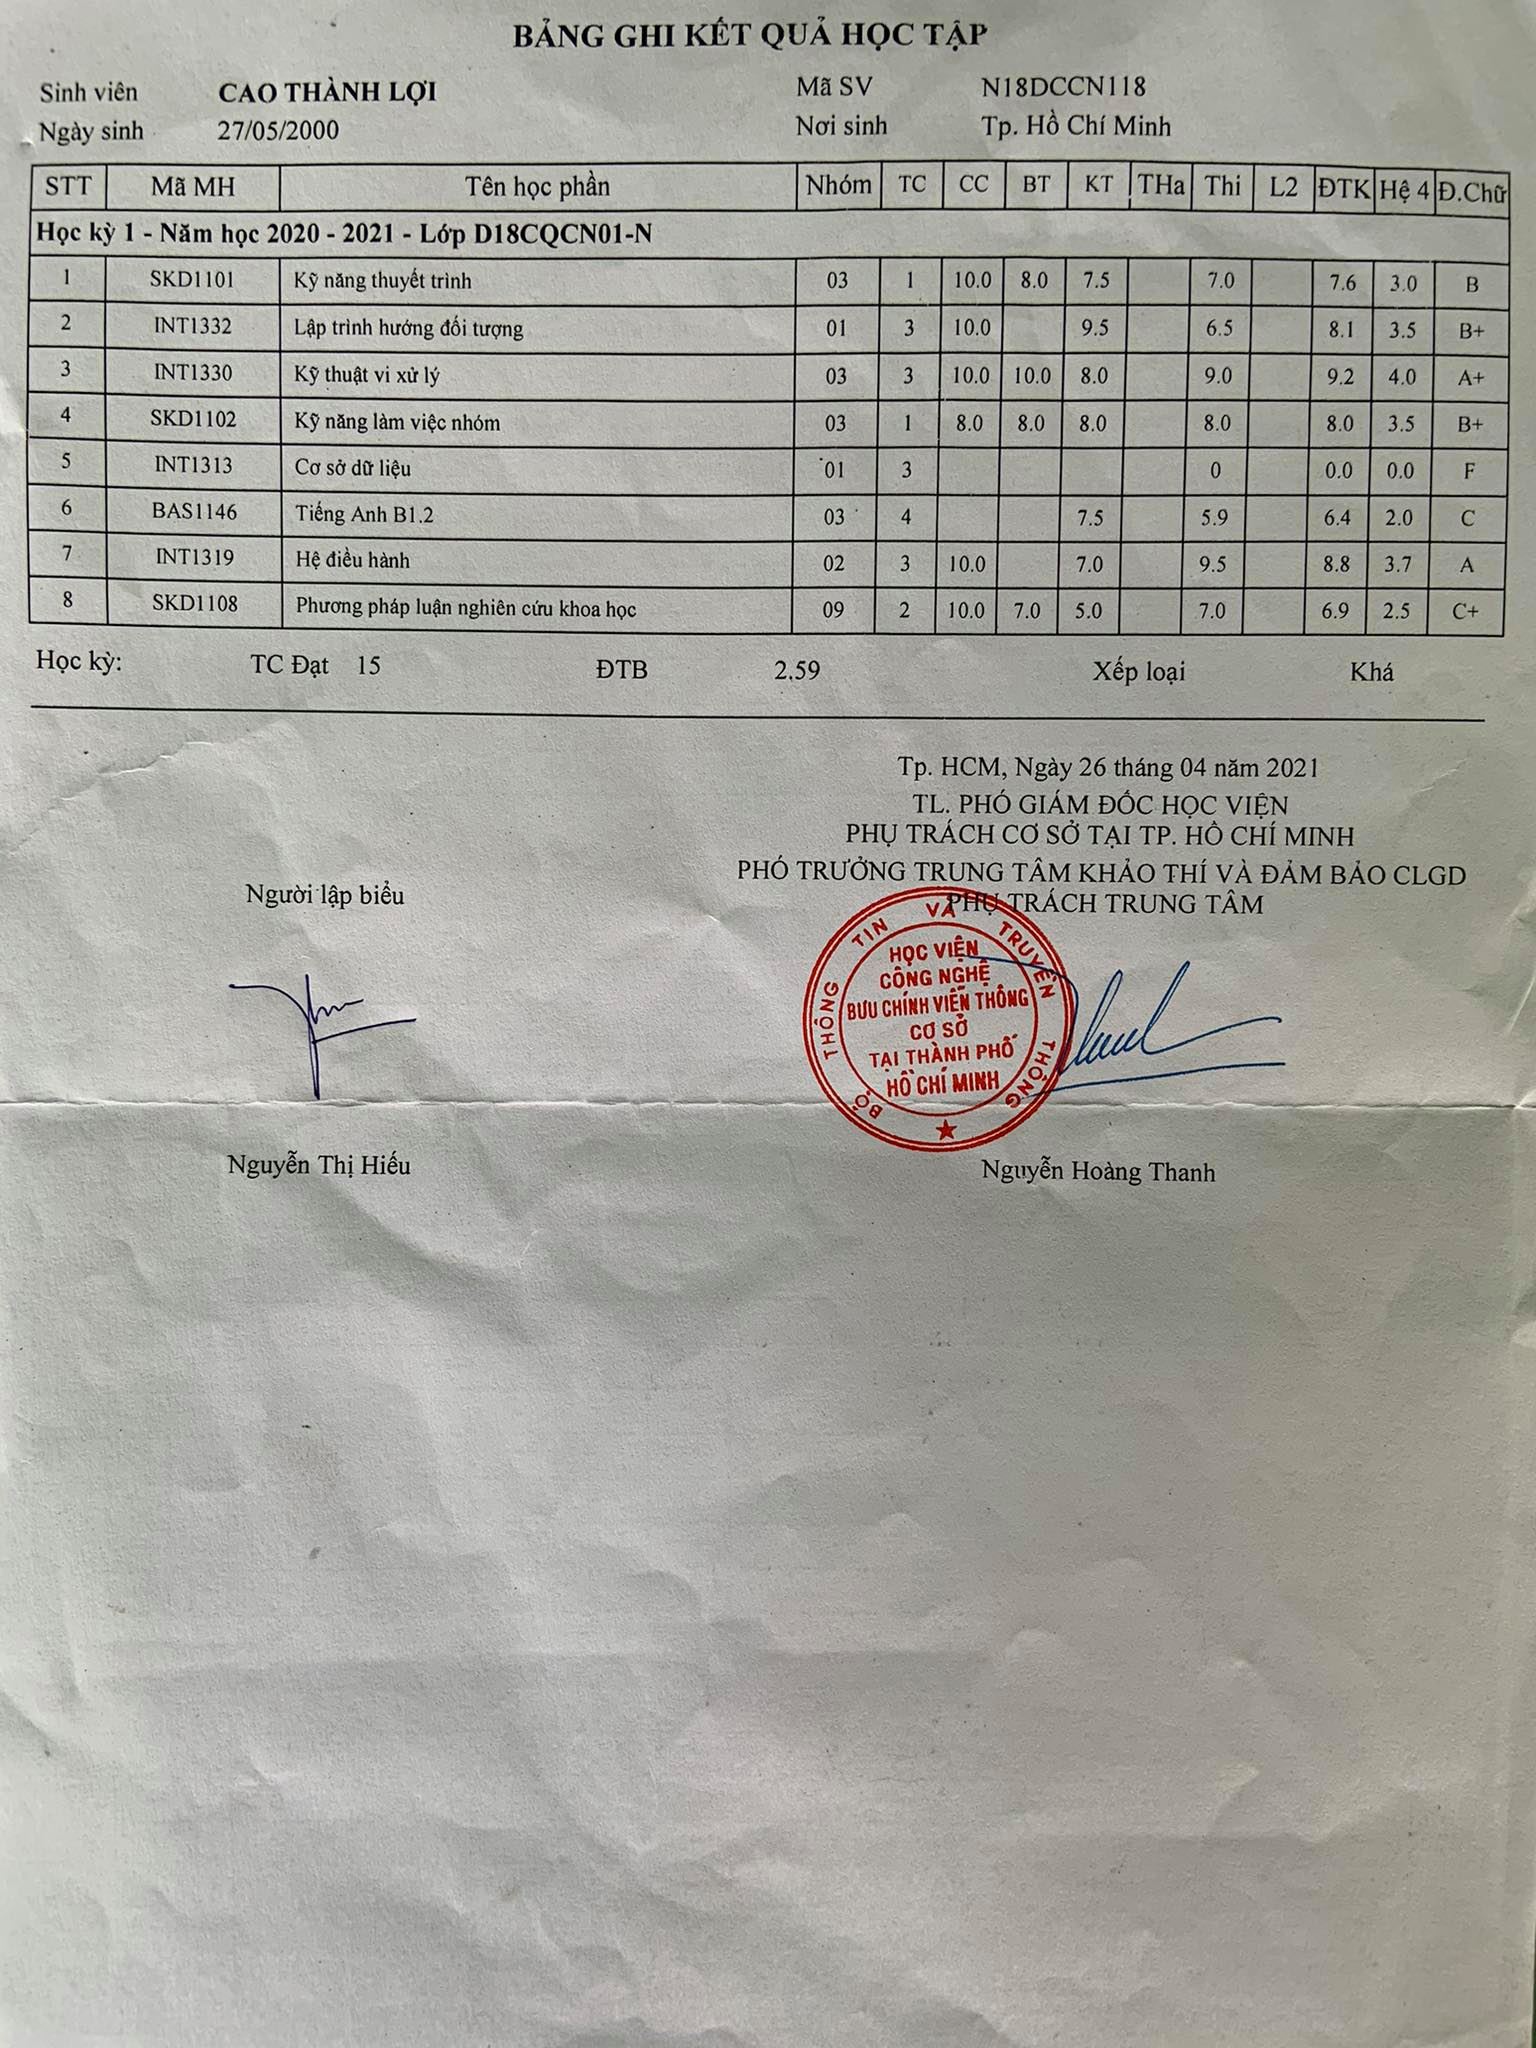 BẢNG GHI KẾT QUẢ HỌC TẬP
Sinh viên CAO THÀNH LỢI Mã SV N18DCCN118
Ngày sinh 27/05/2000 Nơi sinh Tp. Hồ Chí Minh
STT Mã MH Tên học phần Nhóm TC CC BT KT THa Thi L2 ĐTK Hệ 4 Đ.Chữ
Học kỳ 1 - Năm học 2020 - 2021 - Lớp D18CQCN01-N
1 SKD1101 Kỹ năng thuyết trình 03 1 10.0 8.0 7.5 7.0 7.6 3.0 B
2 INT1332 Lập trình hướng đối tượng 01 3 10.0 9.5 6.5 8.1 3.5 B+
3 INT1330 Kỹ thuật vi xử lý 03 3 10.0 10.0 8.0 9.0 9.2 4.0 A+
4 SKD1102 Kỹ năng làm việc nhóm 03 1 8.0 8.0 8.0 8.0 8.0 3.5 B+
5 INT1313 Cơ sở dữ liệu 01 3 0 0.0 0.0 F
6 BAS1146 Tiếng Anh B1.2 03 4 7.5 5.9 6.4 2.0 C
7 INT1319 Hệ điều hành 02 3 10.0 7.0 9.5 8.8 3.7 A
8 SKD1108 Phương pháp luận nghiên cứu khoa học 09 2 10.0 7.0 5.0 7.0 6.9 2.5 C+
Học kỳ: TC Đạt 15 ĐTB 2.59 Xếp loại Khá
Tp. HCM, Ngày 26 tháng 04 năm 2021
TL. PHÓ GIÁM ĐỐC HỌC VIỆN
PHỤ TRÁCH CƠ SỞ TẠI TP. HỒ CHÍ MINH
PHÓ TRƯỞNG TRUNG TÂM KHẢO THÍ VÀ ĐẢM BẢO CLGD
Người lập biểu PHỤ TRÁCH TRUNG TÂM
BỘ THÔNG TIN VÀ TRUYỀN THÔNG
HỌC VIỆN
CÔNG NGHỆ
BƯU CHÍNH VIỄN THÔNG
CƠ SỞ
TẠI THÀNH PHỐ
HỒ CHÍ MINH
Nguyễn Thị Hiếu Nguyễn Hoàng Thanh